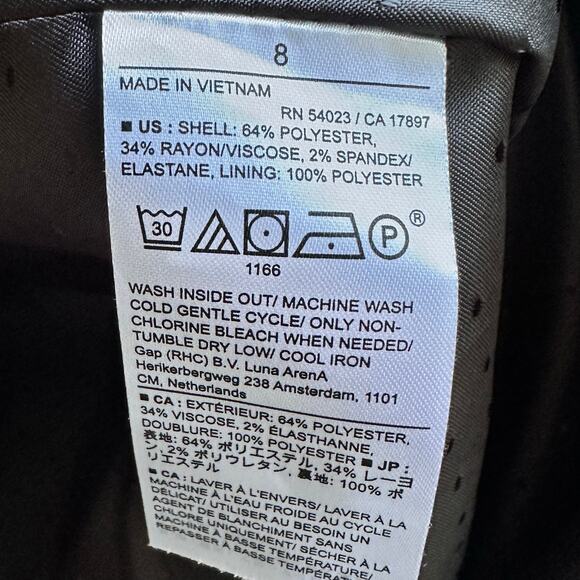 8
MADE IN VIETNAM
RN 54023 / CA 17897
■ US : SHELL: 64% POLYESTER,
34% RAYON/VISCOSE, 2% SPANDEX/
ELASTANE, LINING: 100% POLYESTER
30 P ®
1166
WASH INSIDE OUT/ MACHINE WASH
COLD GENTLE CYCLE/ ONLY NON-
CHLORINE BLEACH WHEN NEEDED/
TUMBLE DRY LOW/ COOL IRON
Gap (RHC) B.V. Luna ArenA
Herikerbergweg 238 Amsterdam, 1101
CM, Netherlands
■ CA : EXTÉRIEUR: 64% POLYESTER,
34% VISCOSE, 2% ÉLASTHANNE,
DOUBLURE: 100% POLYESTER ■ JP :
表地: 64% ポリエステル, 34% レーヨ
ン, 2% ポリウレタン, 裏地: 100% ポ
リエステル
■ CA : LAVER À L'ENVERS/ LAVER À LA
MACHINE À L'EAU FROIDE AU CYCLE
DÉLICAT/ UTILISER AU BESOIN UN
AGENT DE BLANCHIMENT SANS
CHLORE UNIQUEMENT/ SÉCHER À LA
MACHINE À BASSE TEMPÉRATURE/
REPASSER À BASSE TEMPÉRATURE